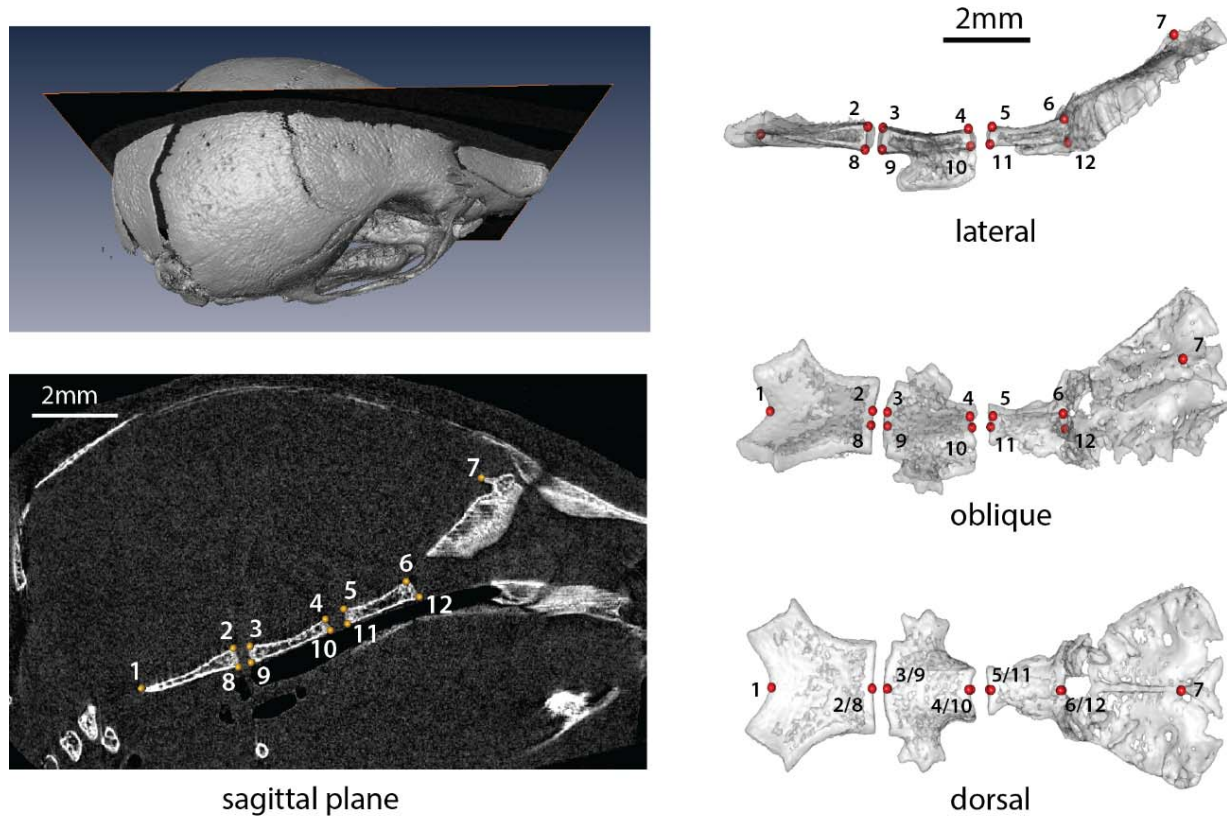 2mm
7
6
2 3 4 5
8 9 10 11 12
lateral
7
1 2 3 4 5 6
8 9 10 11 12
oblique
1 2/8 3/9 4/10 5/11 6/12 7
dorsal
2mm
7
6
5
4
2 3
12
11
10
1
8 9
sagittal plane